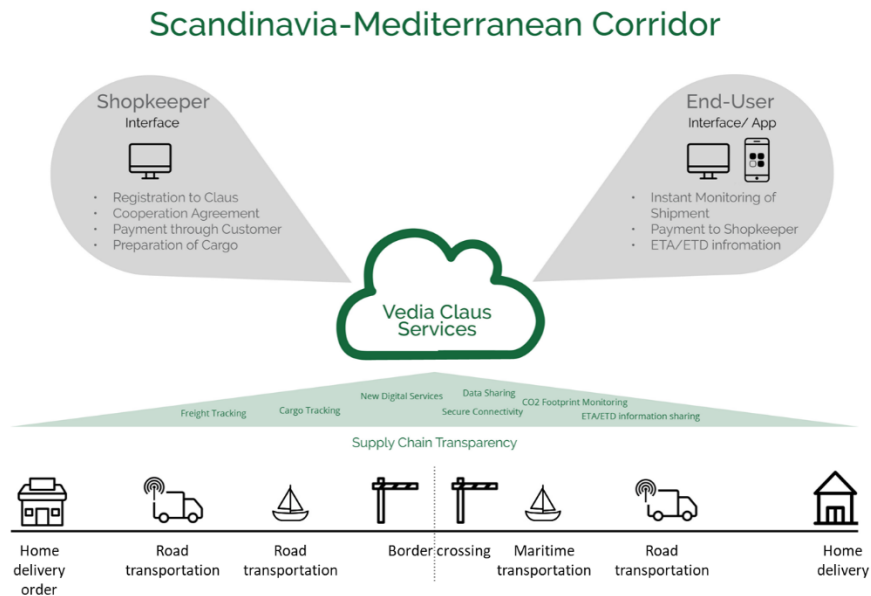 Scandinavia-Mediterranean Corridor
Shopkeeper
Interface
• Registration to Claus
• Cooperation Agreement
• Payment through Customer
• Preparation of Cargo
End-User
Interface/ App
• Instant Monitoring of
Shipment
• Payment to Shopkeeper
• ETA/ETD infromation
Vedia Claus
Services
Freight Tracking
Cargo Tracking
New Digital Services
Data Sharing
Secure Connectivity
CO2 Footprint Monitoring
ETA/ETD information sharing
Supply Chain Transparency
Home
delivery
order
Road
transportation
Road
transportation
Border crossing
Maritime
transportation
Road
transportation
Home
delivery